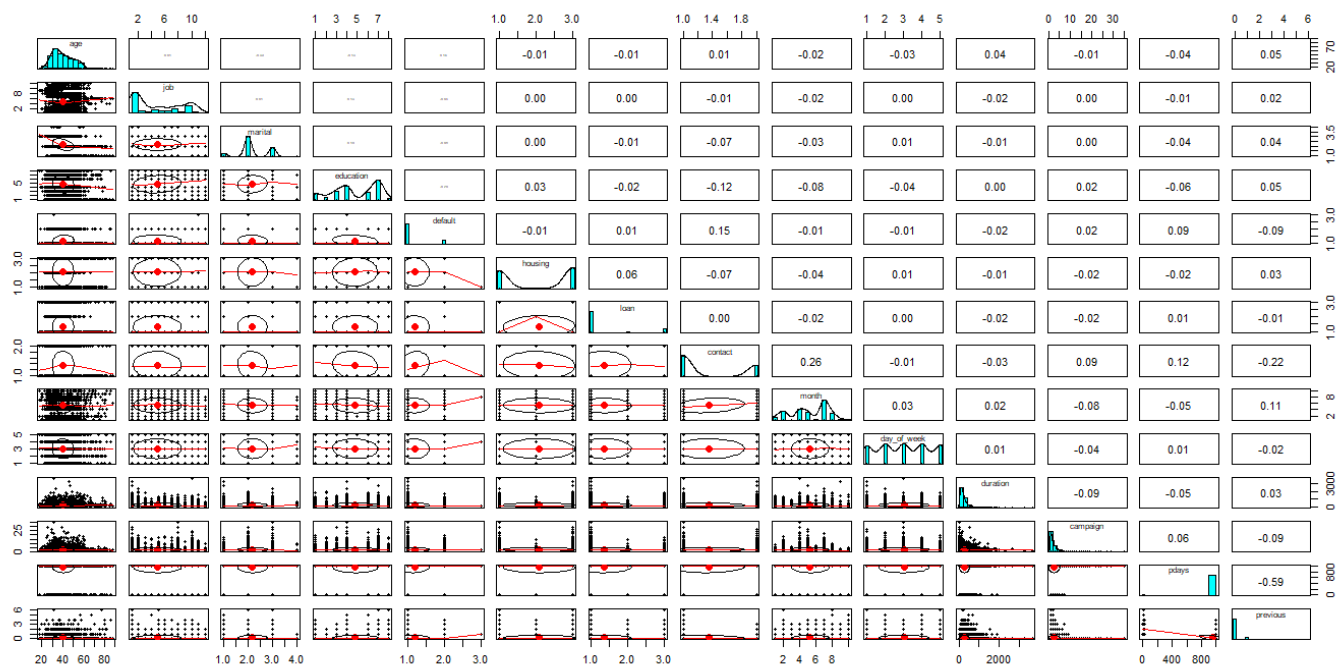 2 6 10 1 3 5 7 1.0 2.0 3.0 1.0 1.4 1.8 1 2 3 4 5 0 10 30 0 2 4 6
age -0.01 -0.01 0.01 -0.02 -0.03 0.04 -0.01 -0.04 0.05 20 70
2 8 job 0.00 0.00 -0.01 -0.02 0.00 -0.02 0.00 -0.01 0.02
marital 0.00 -0.01 -0.07 -0.03 0.01 -0.01 0.00 -0.04 0.04 1.0 3.5
1 5 education 0.03 -0.02 -0.12 -0.08 -0.04 0.00 0.02 -0.06 0.05
default -0.01 0.01 0.15 -0.01 -0.01 -0.02 0.02 0.09 -0.09 1.0 3.0
1.0 3.0 housing 0.06 -0.07 -0.04 0.01 -0.01 -0.02 -0.02 0.03
loan 0.00 -0.02 0.00 -0.02 -0.02 0.01 -0.01 1.0 3.0
1.0 2.0 contact 0.26 -0.01 -0.03 0.09 0.12 -0.22
month 0.03 0.02 -0.08 -0.05 0.11 2 8
1 3 5 day_of_week 0.01 -0.04 0.01 -0.02
duration -0.09 -0.05 0.03 0 3000
0 25 campaign 0.06 -0.09
pdays -0.59 0 800
0 3 6 previous
20 40 60 80 1.0 2.0 3.0 4.0 1.0 2.0 3.0 1.0 2.0 3.0 2 4 6 8 0 2000 0 400 800